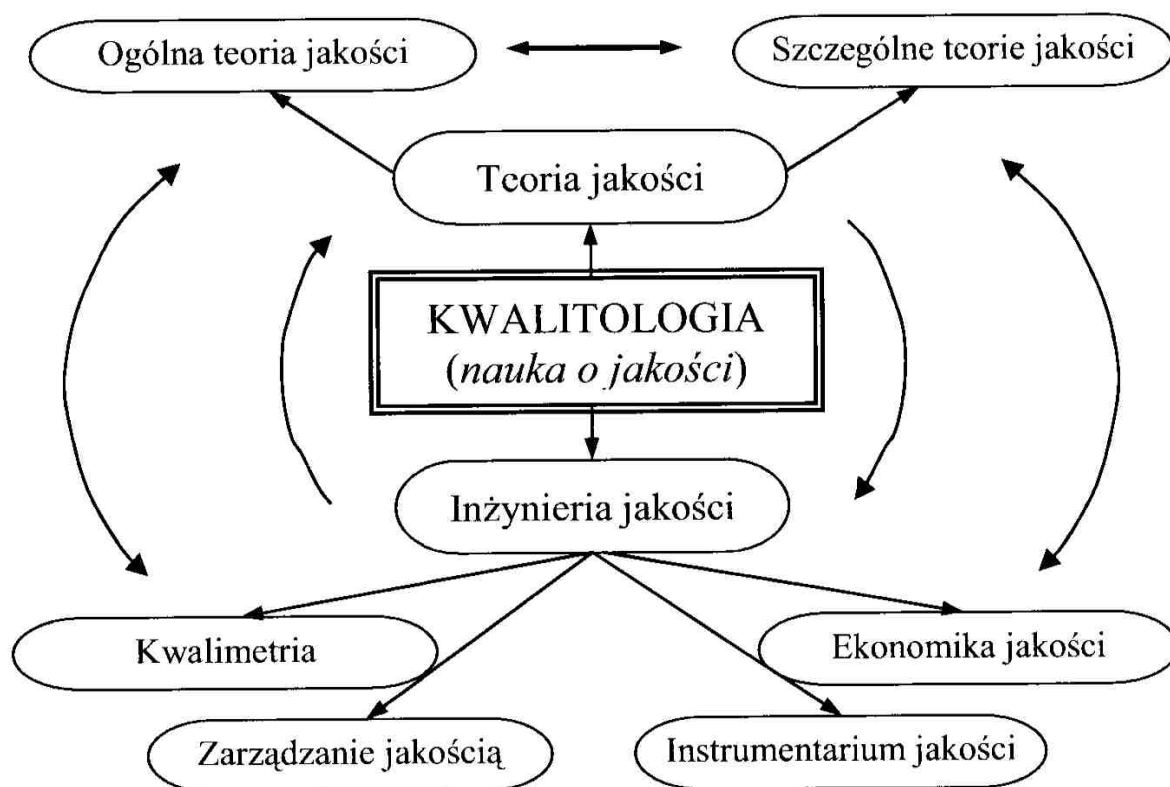 Ogólna teoria jakości
Szczególne teorie jakości
Teoria jakości
KWALITOLOGIA
(nauka o jakości)
Inżynieria jakości
Kwalimetria
Ekonomika jakości
Zarządzanie jakością
Instrumentarium jakości